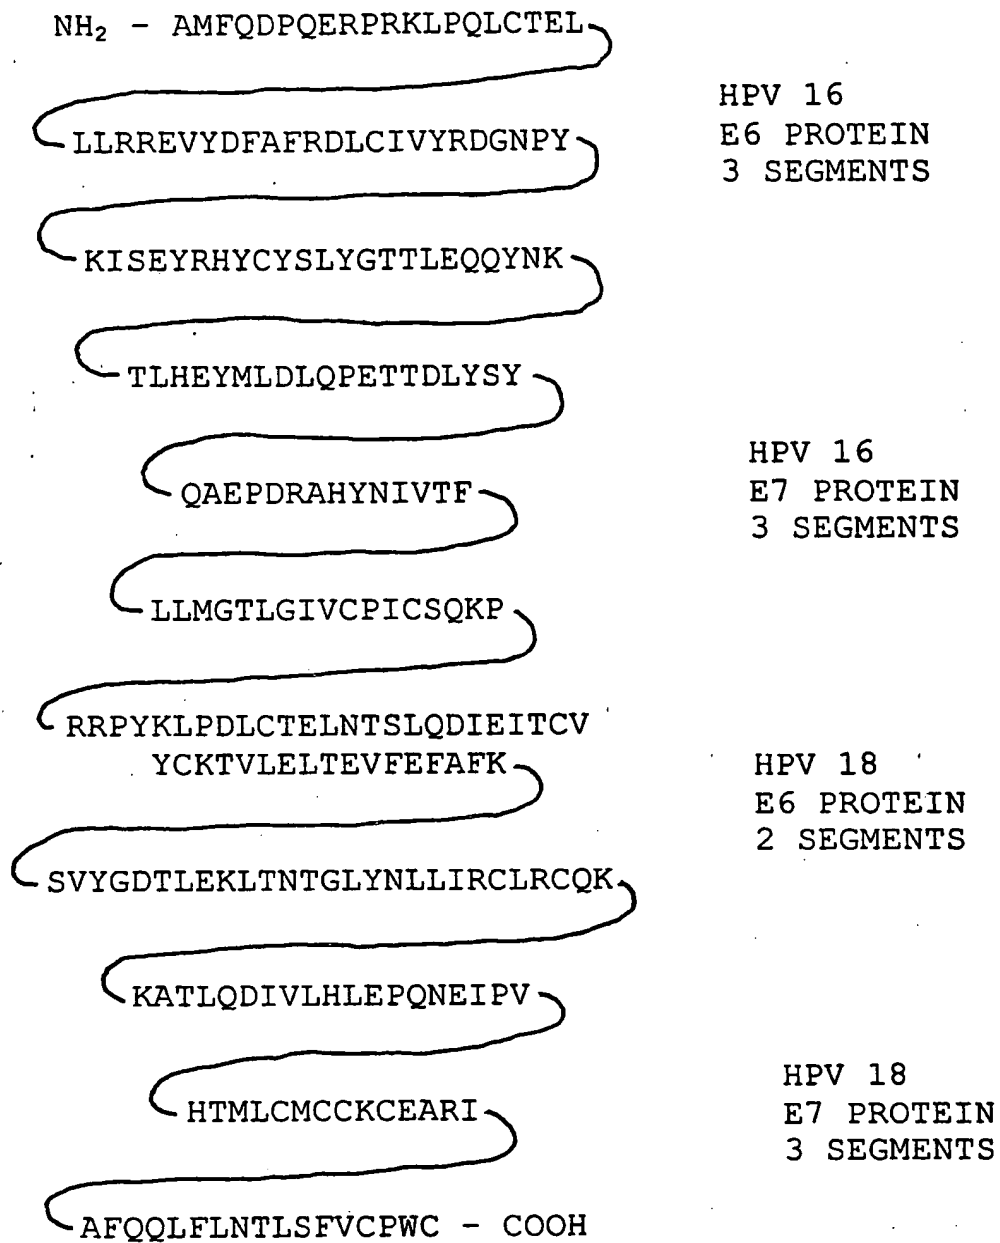 NH₂ - AMFQDPQERPRKLPQLCTEL
HPV 16
LLRREVYDFAFRDLCIVYRDGNPY
E6 PROTEIN
3 SEGMENTS
KISEYRHYCYSLYGTTLEQQYNK
TLHEYMLDLQPETTDLYSY
HPV 16
QAEPDRAHYNIVTF
E7 PROTEIN
3 SEGMENTS
LLMGTLGIVCPICSQKP
RRPYKLPDLCTELNTSLQDIEITCV
YCKTVLELTEVFEFAFK
HPV 18
E6 PROTEIN
2 SEGMENTS
SVYGDTLEKLTNTGLYNLLIRCLRCQK
KATLQDIVLHLEPQNEIPV
HPV 18
HTMLCMCCKCEARI
E7 PROTEIN
3 SEGMENTS
AFQQLFLNTLSFVCPWC - COOH